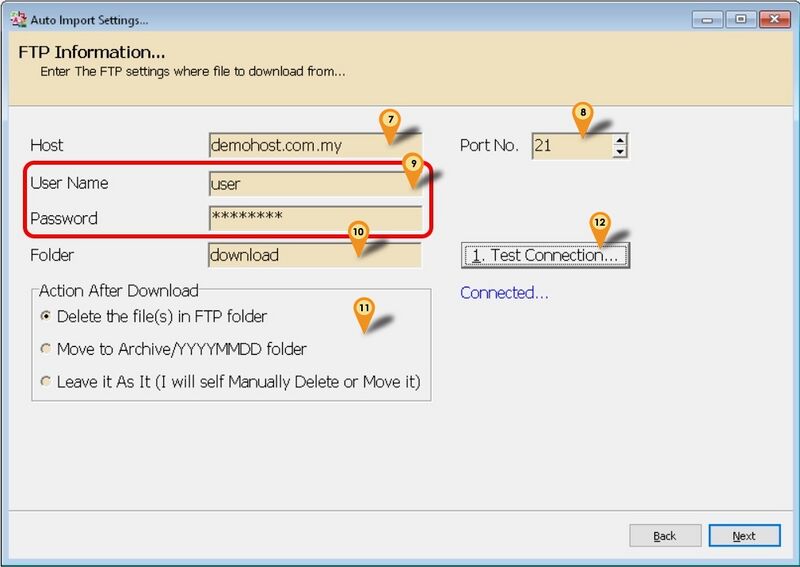 Auto Import Settings...
FTP Information...
Enter The FTP settings where file to download from...
7
8
Host demohost.com.my Port No. 21
9
User Name user
Password ********
10
12
Folder download 1. Test Connection...
Action After Download
Connected...
11
Delete the file(s) in FTP folder
Move to Archive/YYYYMMDD folder
Leave it As It (I will self Manually Delete or Move it)
Back Next